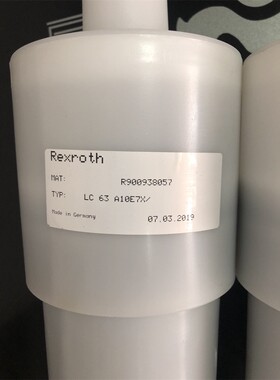 Rexroth
MAT: R900938057
TYP: LC 63 A10E7X/
Made in Germany 07.03.2019